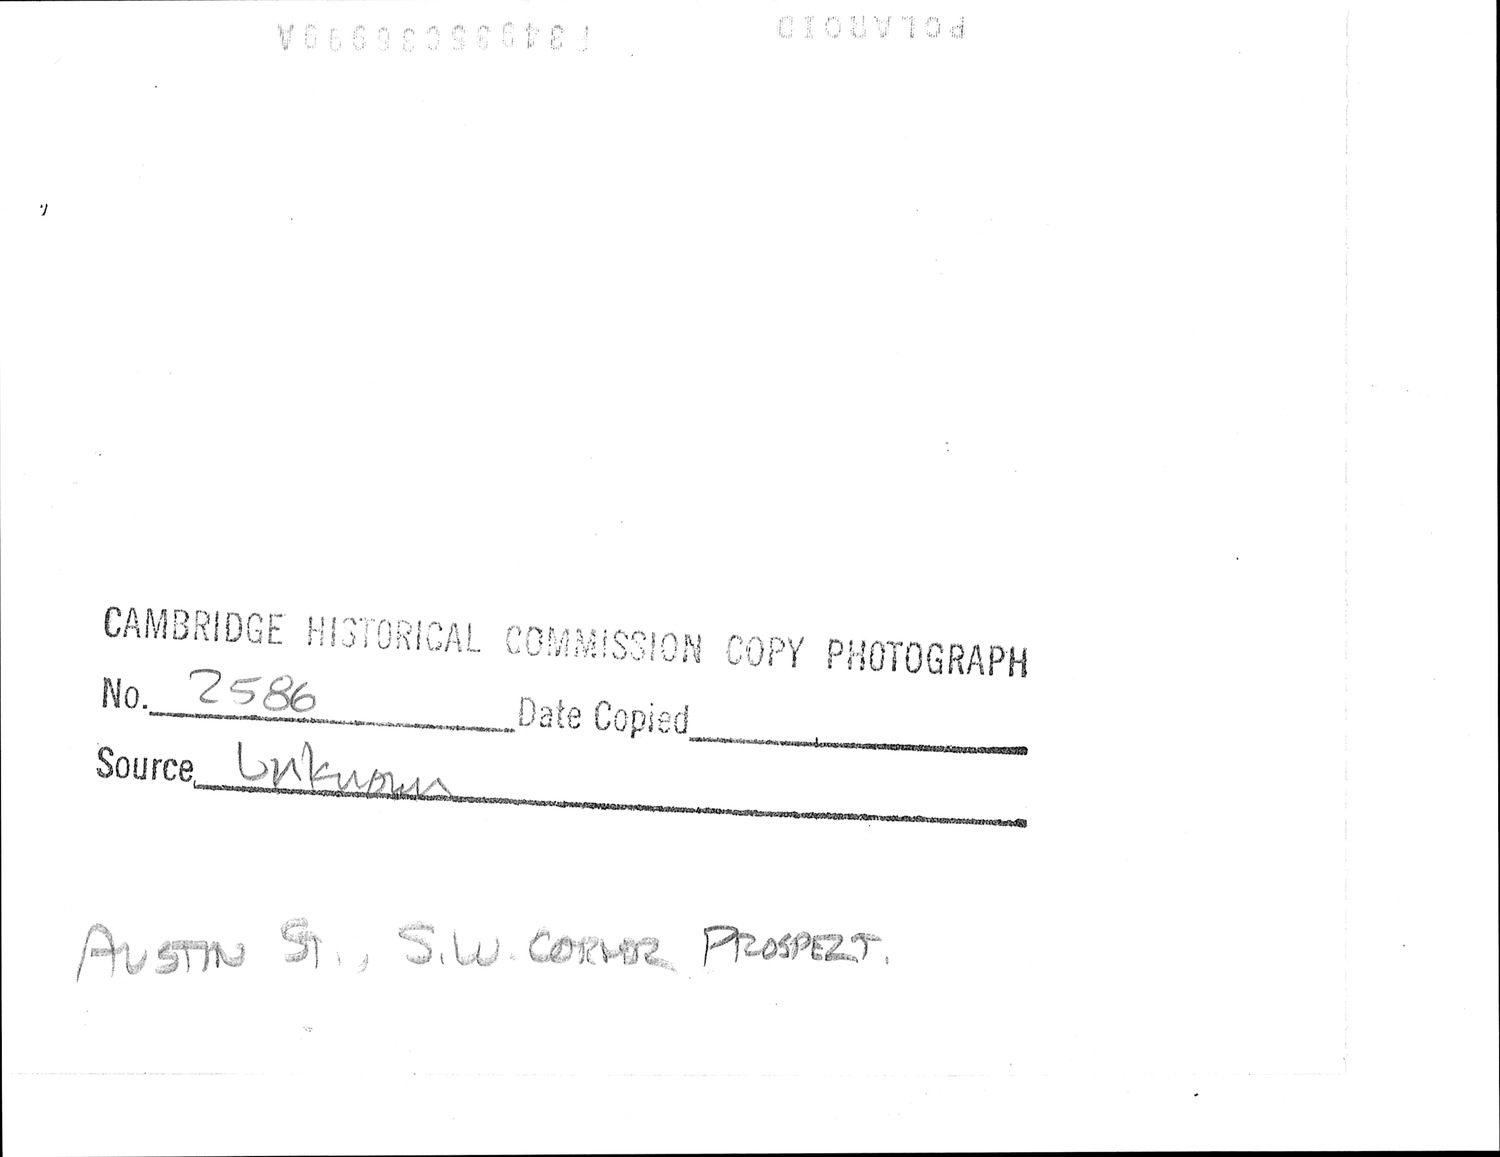 POLAROID
CAMBRIDGE HISTORICAL COMMISSION COPY PHOTOGRAPH
No. 2586 Date Copied
Source Unknown
AUSTIN ST., S.W. CORNER PROSPECT.